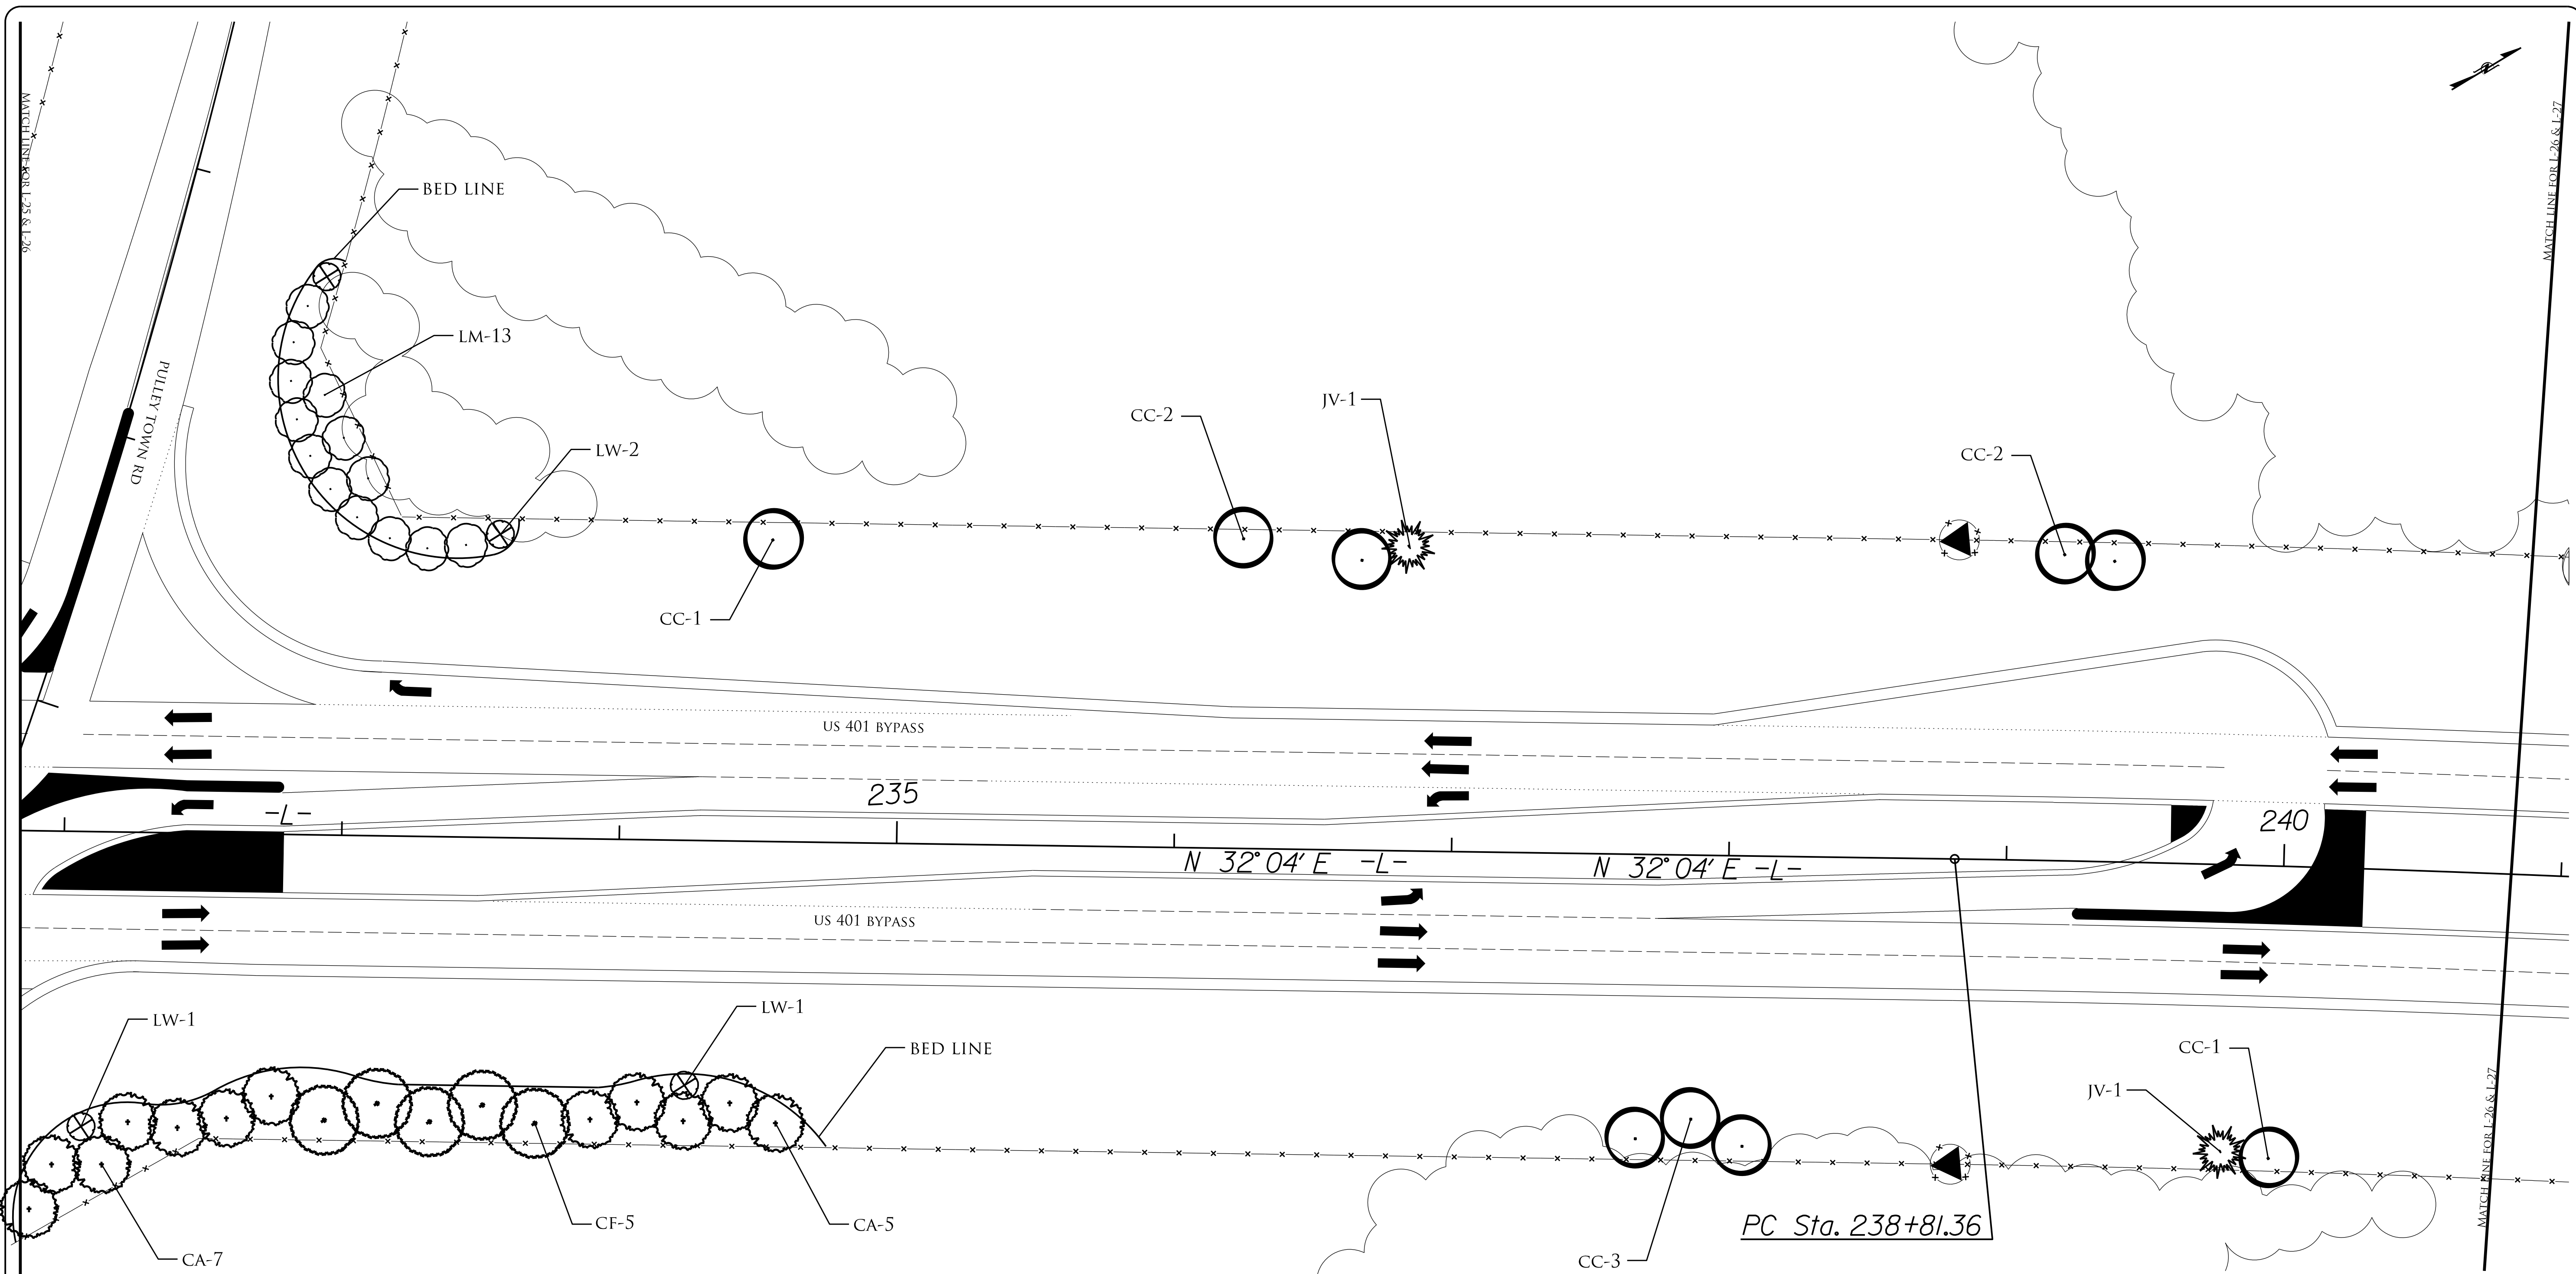 MATCH LINE FOR L-25 & L-26
MATCH LINE FOR L-26 & L-27
BED LINE
LM-13
PULLEY TOWN RD
LW-2
CC-2
JV-1
CC-2
CC-1
US 401 BYPASS
235
-L-
240
N 32°04' E -L-
N 32°04' E -L-
US 401 BYPASS
LW-1
LW-1
BED LINE
CC-1
JV-1
MATCH LINE FOR L-26 & L-27
CF-5
CA-5
PC Sta. 238+81.36
CA-7
CC-3